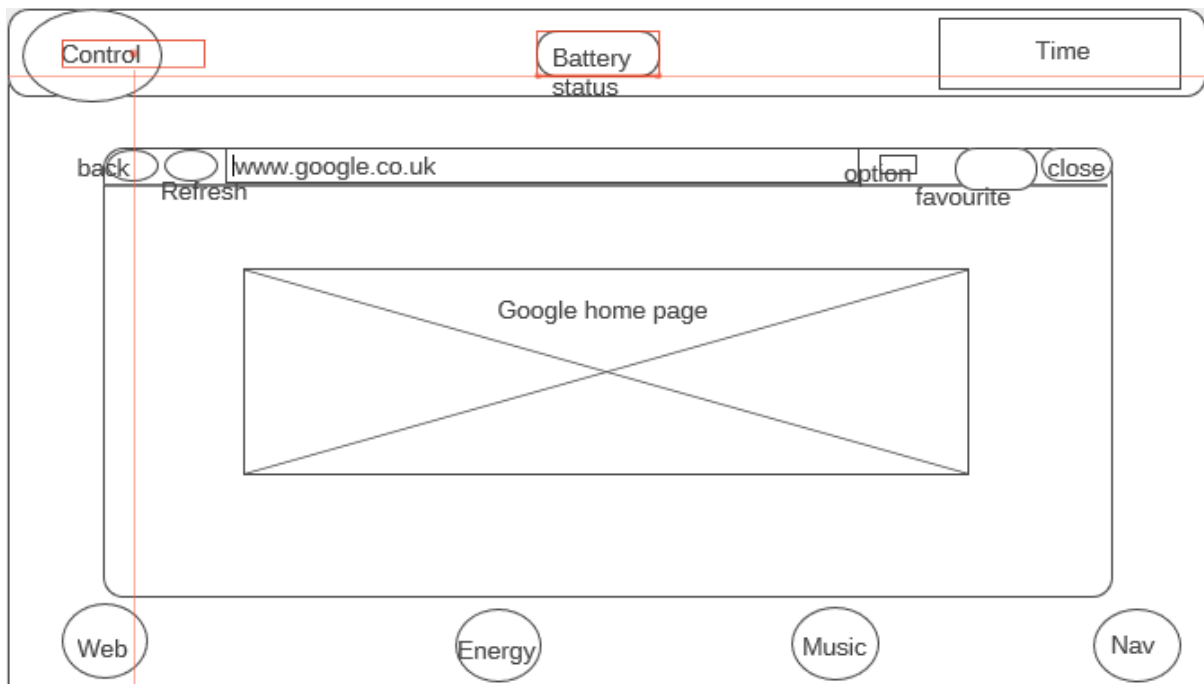 Control
Battery
status
Time
back
Refresh
www.google.co.uk
option
favourite
close
Google home page
Web
Energy
Music
Nav